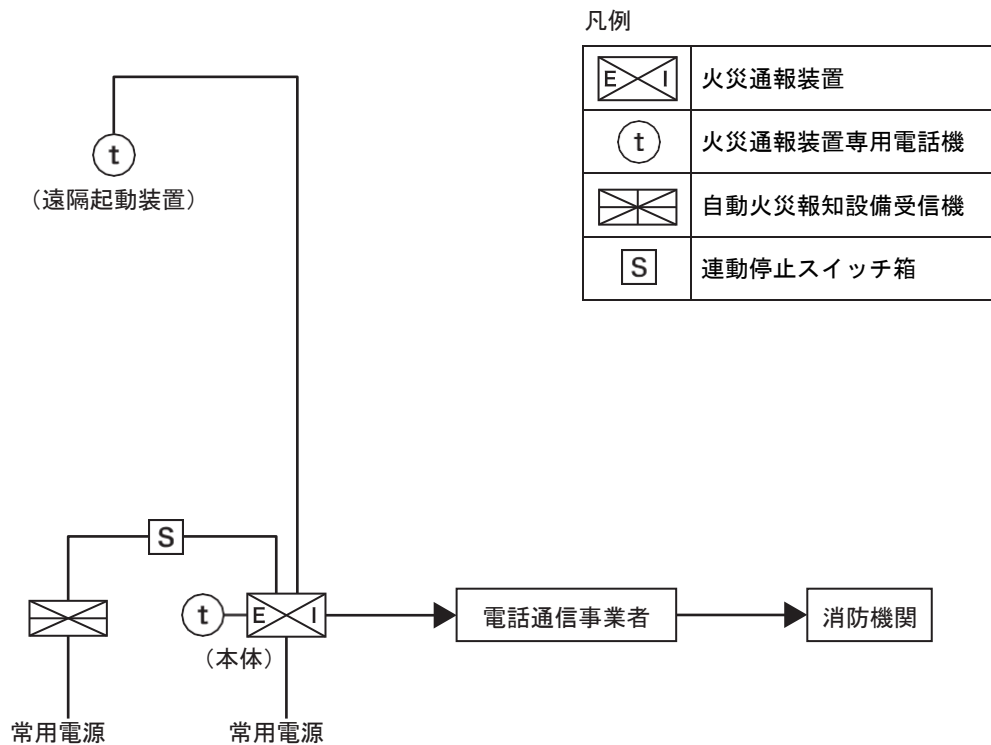 凡例
E I 火災通報装置
t 火災通報装置専用電話機
自動火災報知設備受信機
S 連動停止スイッチ箱
t
（遠隔起動装置）
S
t E I 電話通信事業者 消防機関
（本体）
常用電源 常用電源